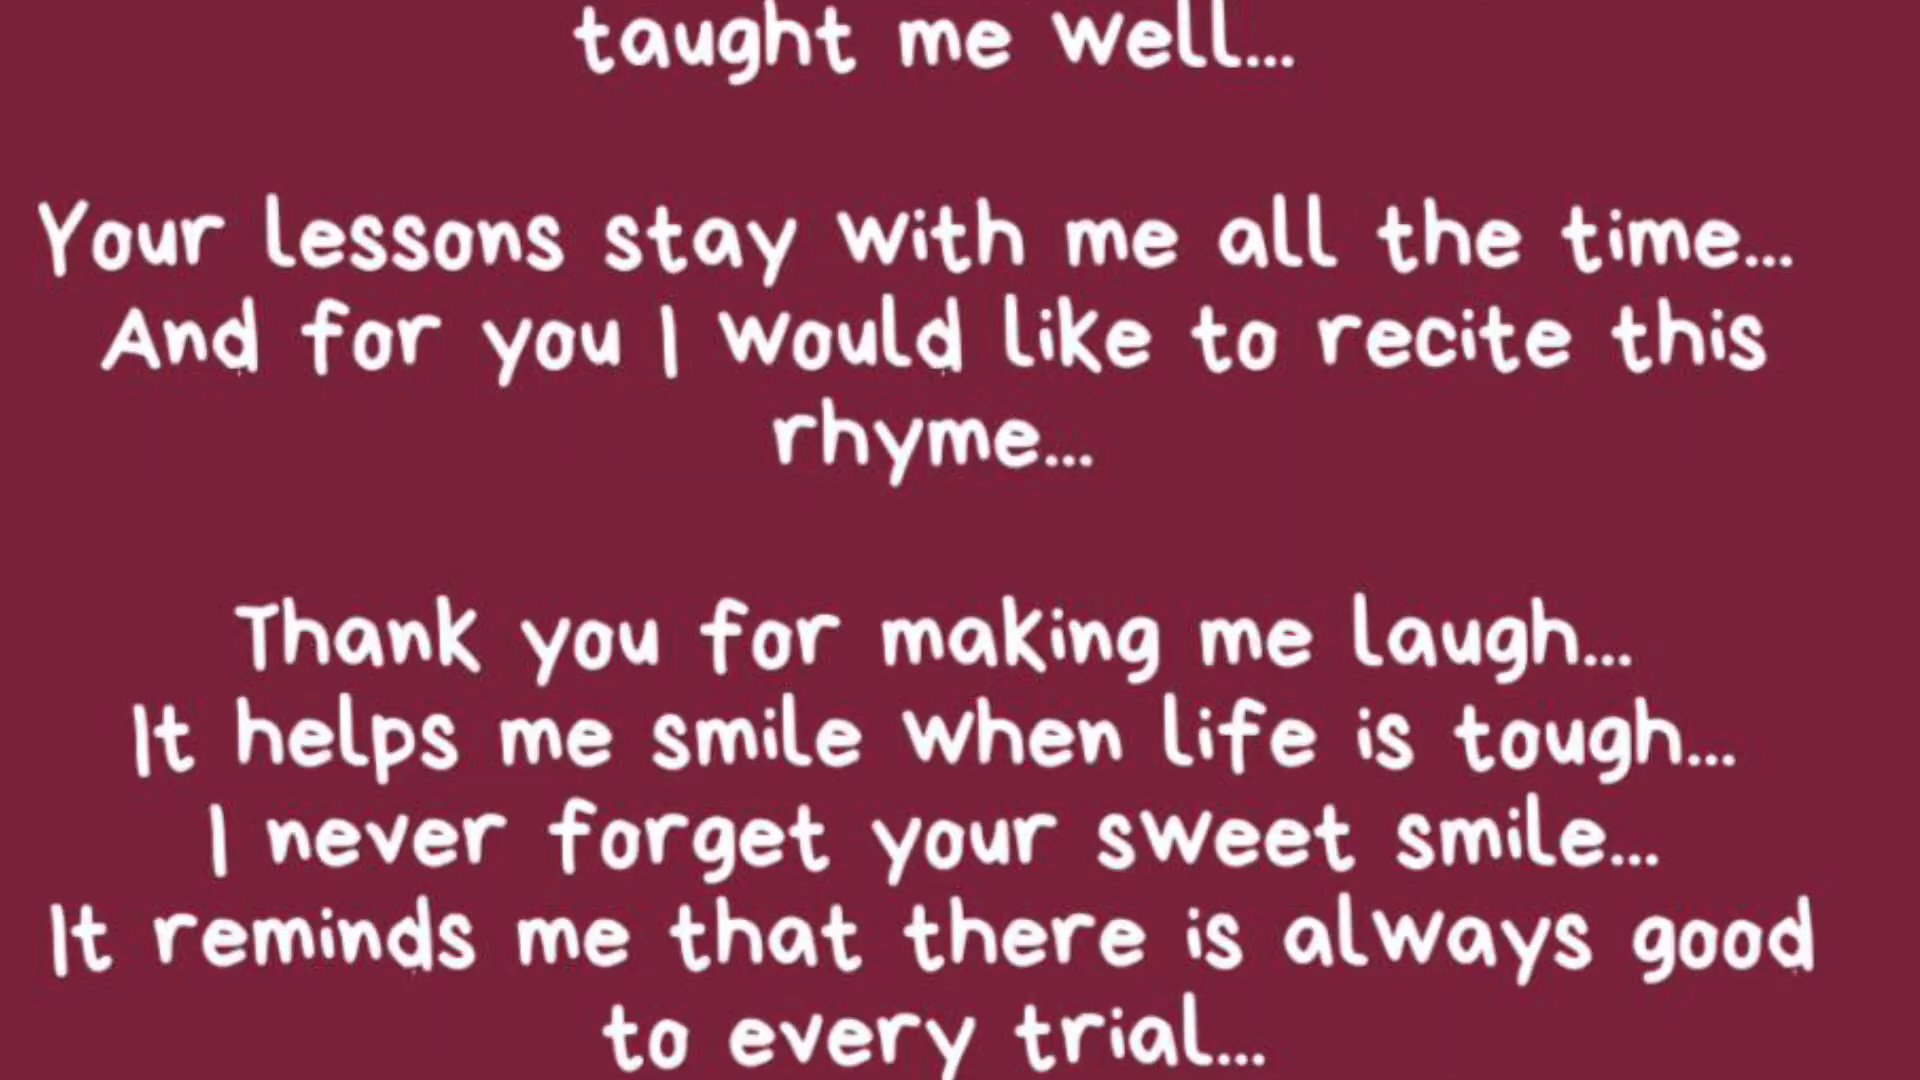 taught me well...
Your lessons stay with me all the time...
And for you I would like to recite this
rhyme...
Thank you for making me laugh...
It helps me smile when life is tough...
I never forget your sweet smile...
It reminds me that there is always good
to every trial...